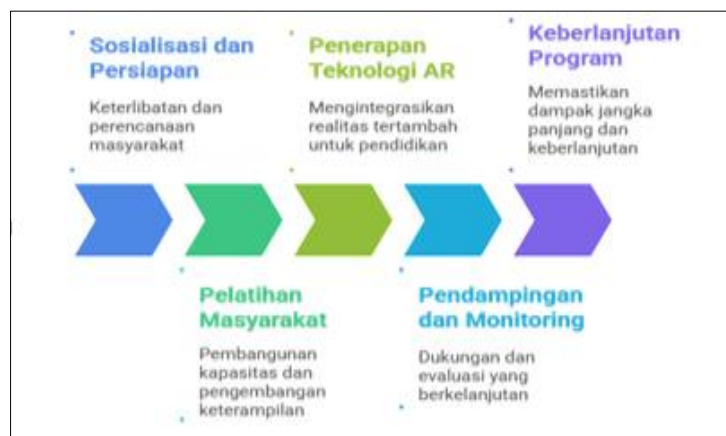 Sosialisasi dan
Persiapan
Keterlibatan dan
perencanaan
masyarakat
Penerapan
Teknologi AR
Mengintegrasikan
realitas tertambah
untuk pendidikan
Keberlanjutan
Program
Memastikan
dampak jangka
panjang dan
keberlanjutan
Pelatihan
Masyarakat
Pembangunan
kapasitas dan
pengembangan
keterampilan
Pendampingan
dan Monitoring
Dukungan dan
evaluasi yang
berkelanjutan